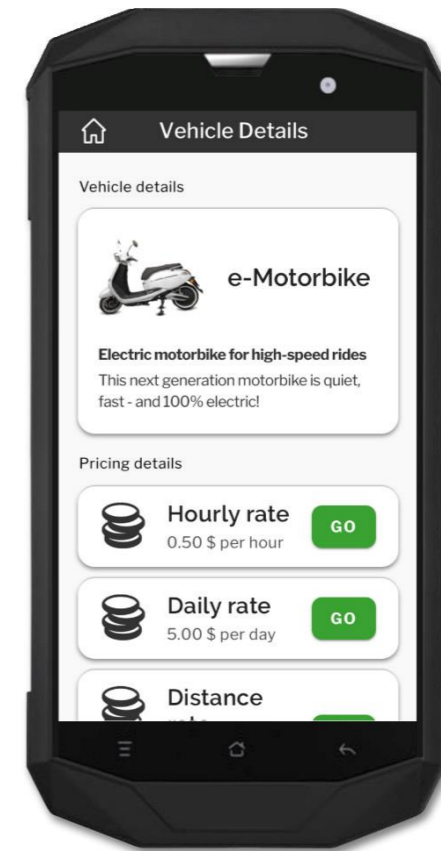 Vehicle Details
Vehicle details
e-Motorbike
Electric motorbike for high-speed rides
This next generation motorbike is quiet,
fast - and 100% electric!
Pricing details
Hourly rate
0.50 $ per hour
GO
Daily rate
5.00 $ per day
GO
Distance